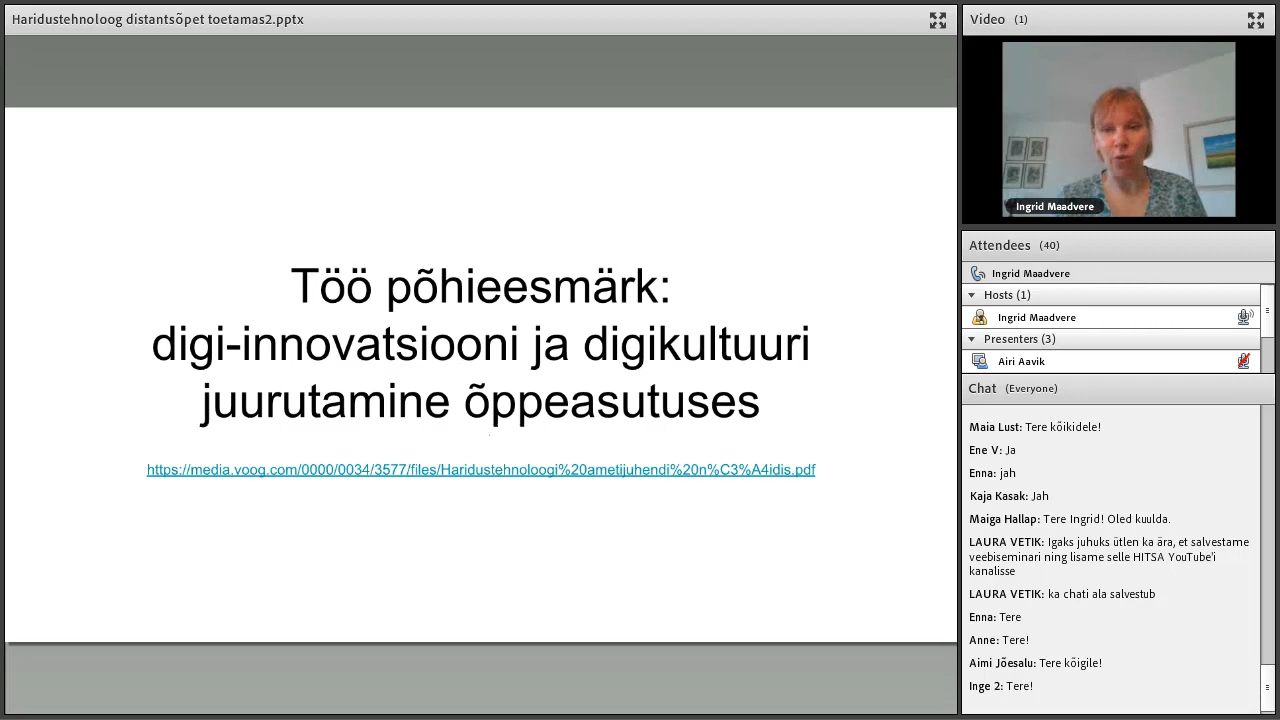 Haridustehnoloog distantsõpet toetamas2.pptx
Töö põhieesmärk:
digi-innovatsiooni ja digikultuuri
juurutamine õppeasutuses
https://media.voog.com/0000/0034/3577/files/Haridustehnoloogi%20ametijuhendi%20n%C3%A4idis.pdf
Video (1)
Ingrid Maadvere
Attendees (40)
Ingrid Maadvere
Hosts (1)
Ingrid Maadvere
Presenters (3)
Airi Aavik
Chat (Everyone)
Maia Lust: Tere kõikidele!
Ene V: Ja
Enna: jah
Kaja Kasak: Jah
Maiga Hallap: Tere Ingrid! Oled kuulda.
LAURA VETIK: Igaks juhuks ütlen ka ära, et salvestame
veebiseminari ning lisame selle HITSA YouTube'i
kanalisse
LAURA VETIK: ka chati ala salvestub
Enna: Tere
Anne: Tere!
Aimi Jõesalu: Tere kõigile!
Inge 2: Tere!